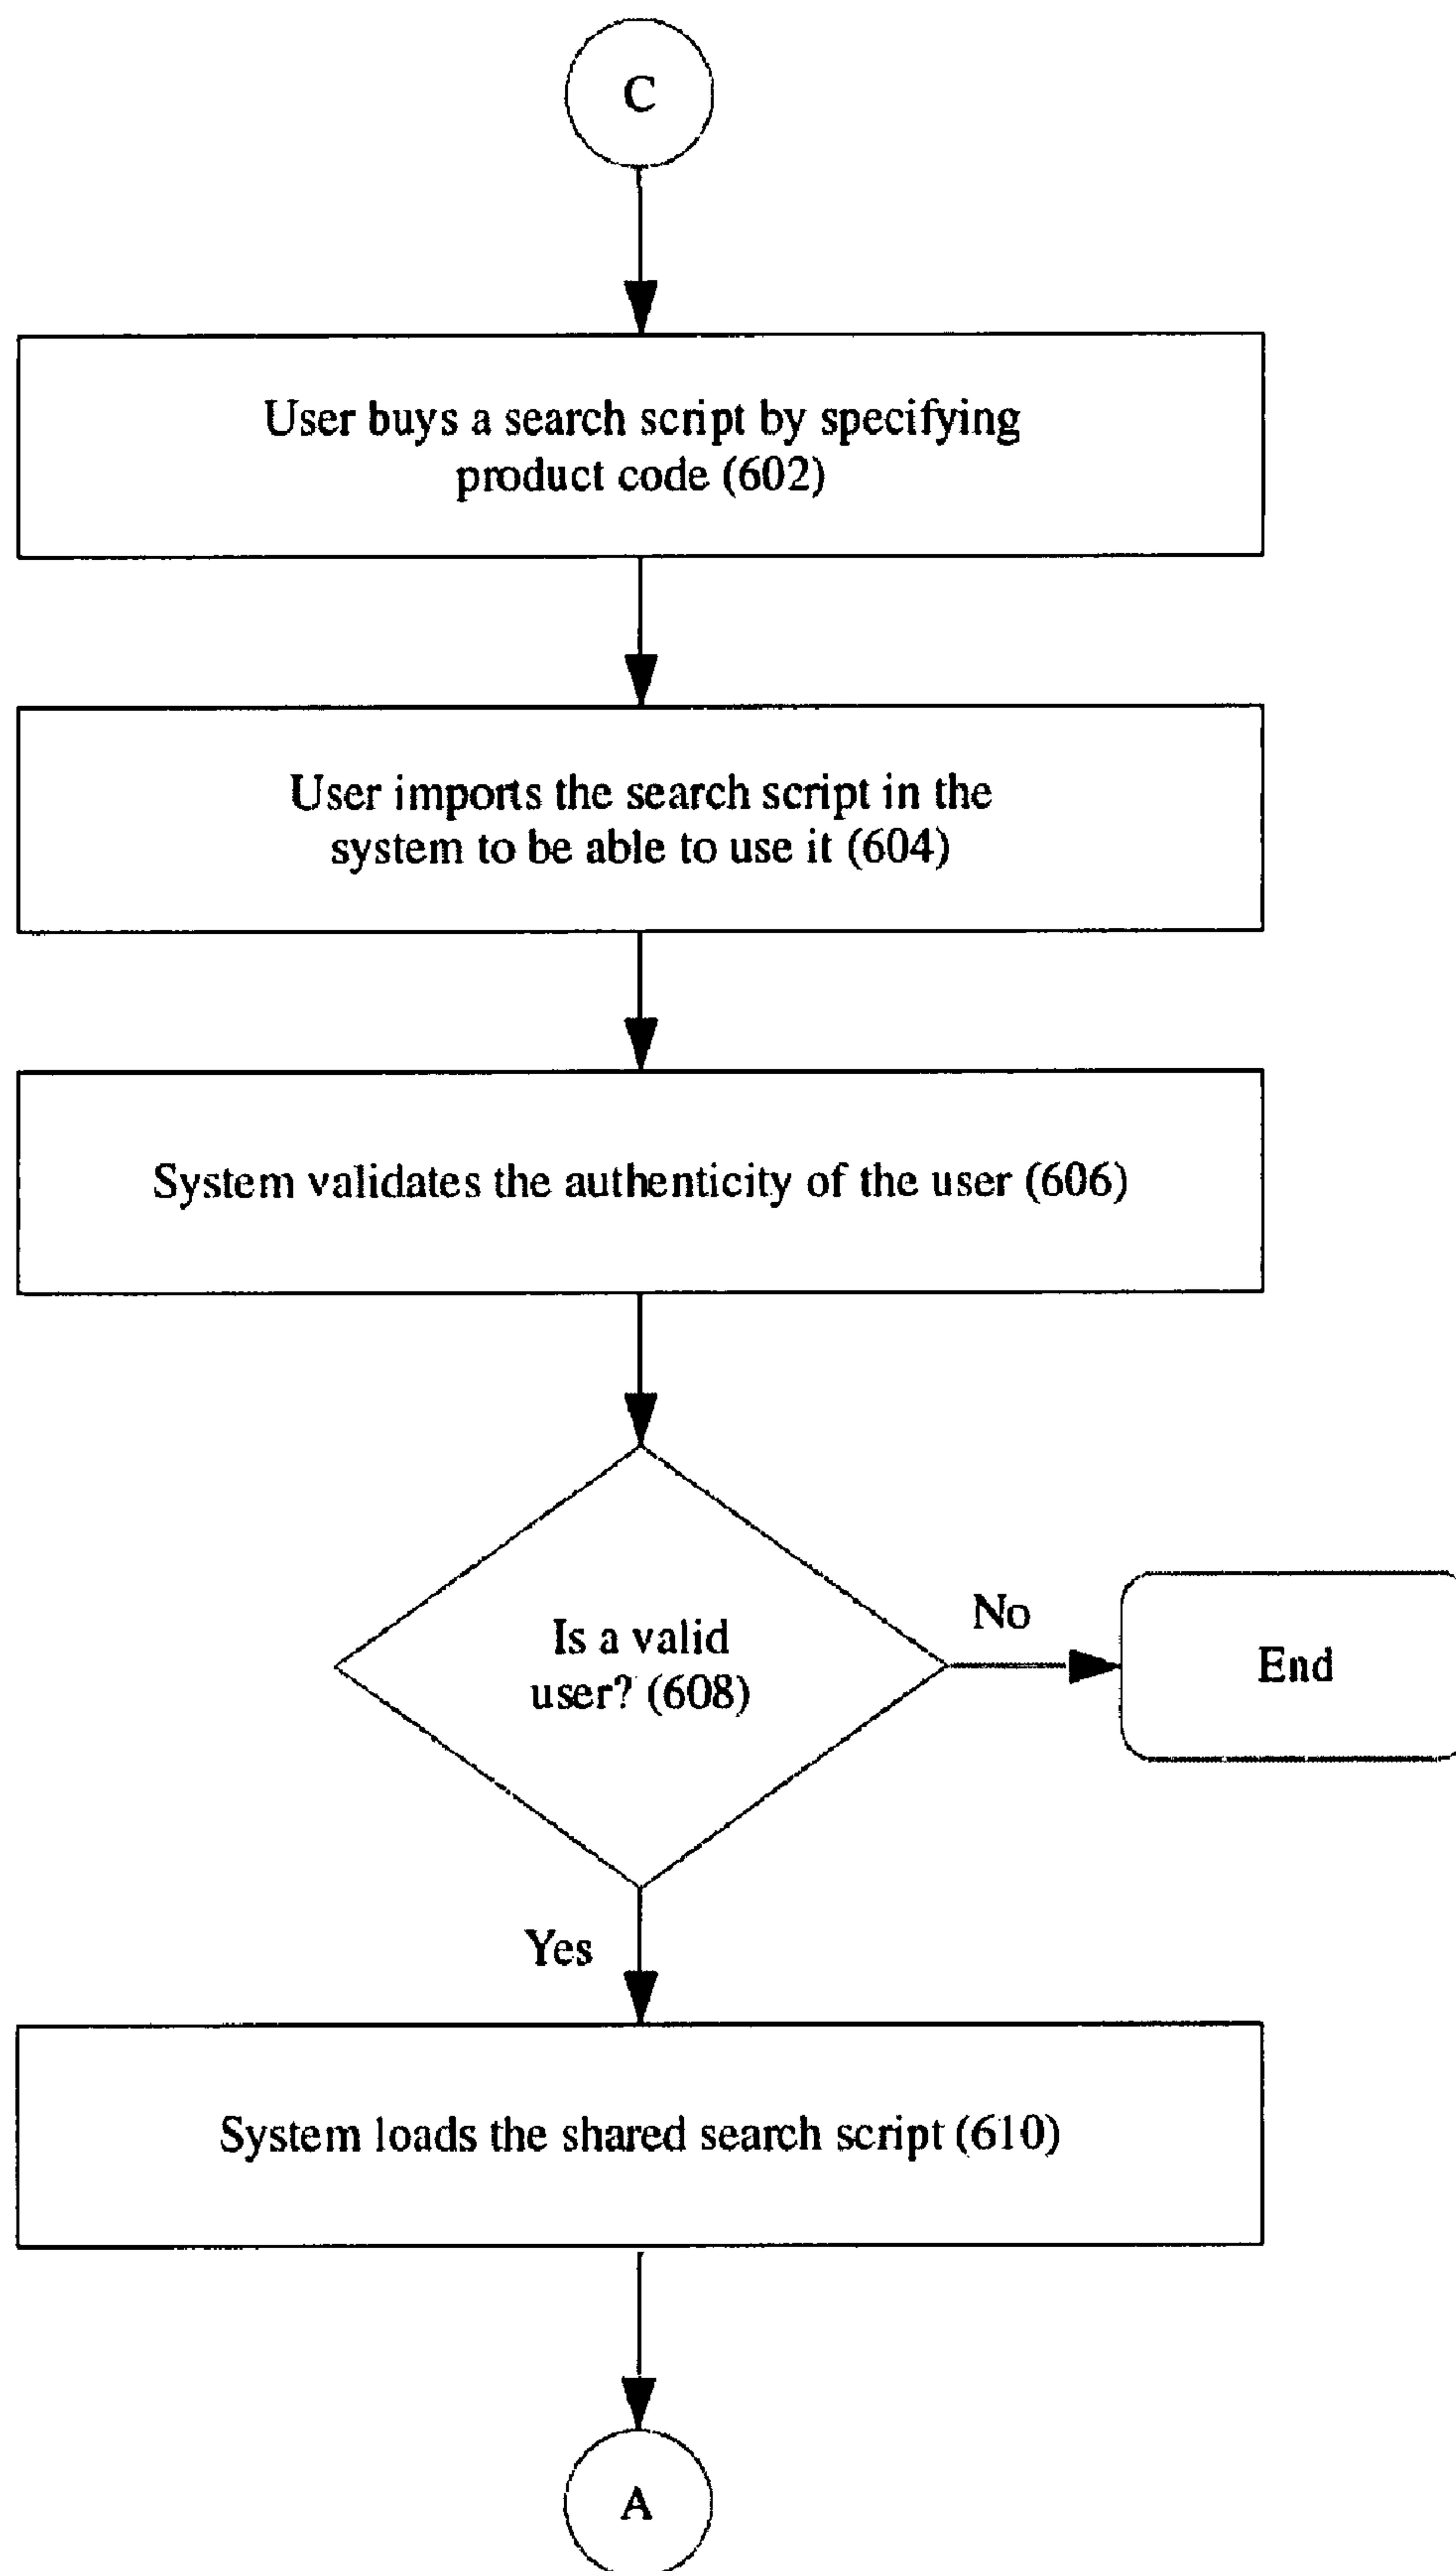 C
User buys a search script by specifying
product code (602)
User imports the search script in the
system to be able to use it (604)
System validates the authenticity of the user (606)
Is a valid
user? (608)
No
End
Yes
System loads the shared search script (610)
A